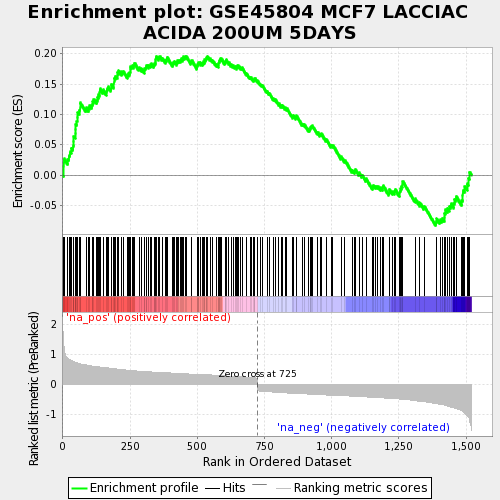 Enrichment plot: GSE45804 MCF7 LACCIAC
ACIDA 200UM 5DAYS
Enrichment score (ES)
0.20
0.15
0.10
0.05
0.00
-0.05
'na_pos' (positively correlated)
Ranked list metric (PreRanked)
2
1
0
-1
Zero cross at 725
'na_neg' (negatively correlated)
0
250
500
750
1,000
1,250
1,500
Rank in Ordered Dataset
Enrichment profile
Hits
Ranking metric scores